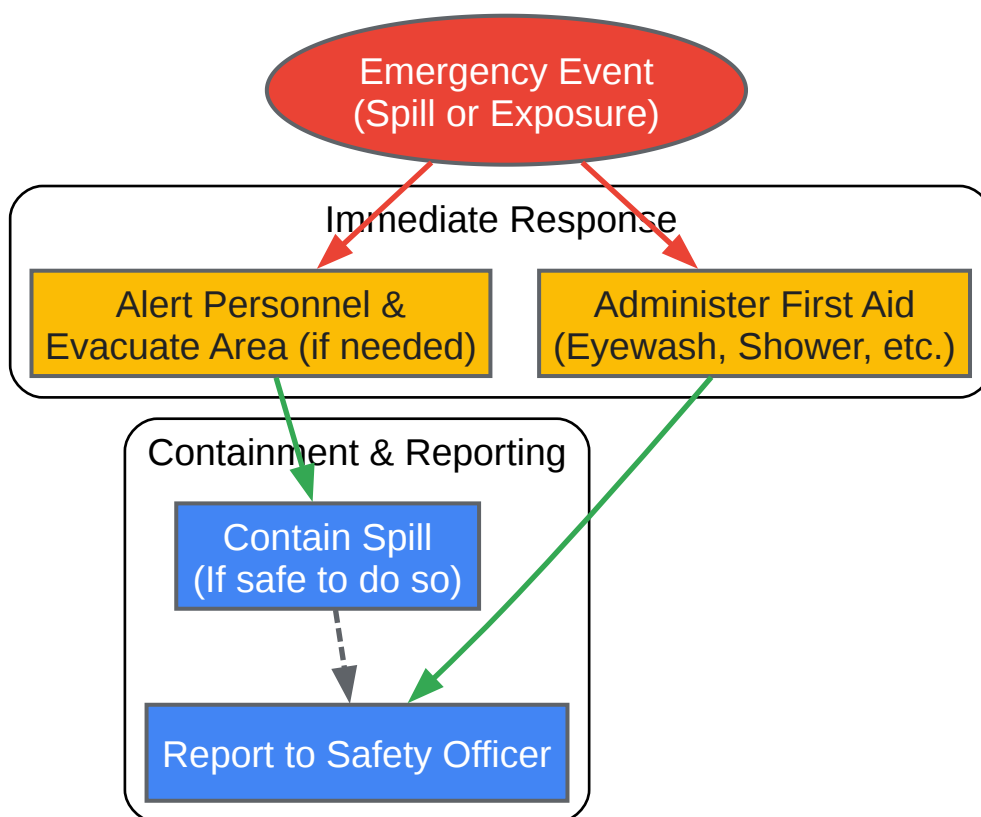 Emergency Event
(Spill or Exposure)
Immediate Response
Alert Personnel &
Evacuate Area (if needed)
Administer First Aid
(Eyewash, Shower, etc.)
Containment & Reporting
Contain Spill
(If safe to do so)
Report to Safety Officer